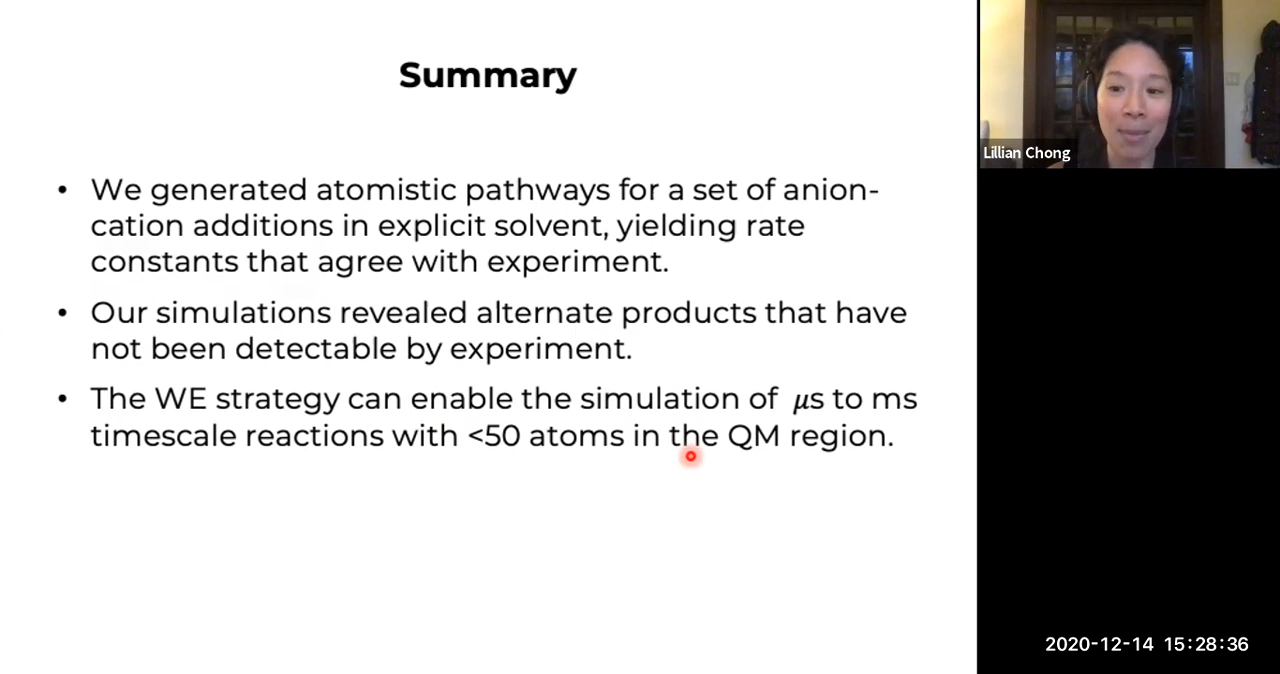 Summary
• We generated atomistic pathways for a set of anion-
cation additions in explicit solvent, yielding rate
constants that agree with experiment.
• Our simulations revealed alternate products that have
not been detectable by experiment.
• The WE strategy can enable the simulation of μs to ms
timescale reactions with <50 atoms in the QM region.
Lillian Chong
2020-12-14 15:28:36